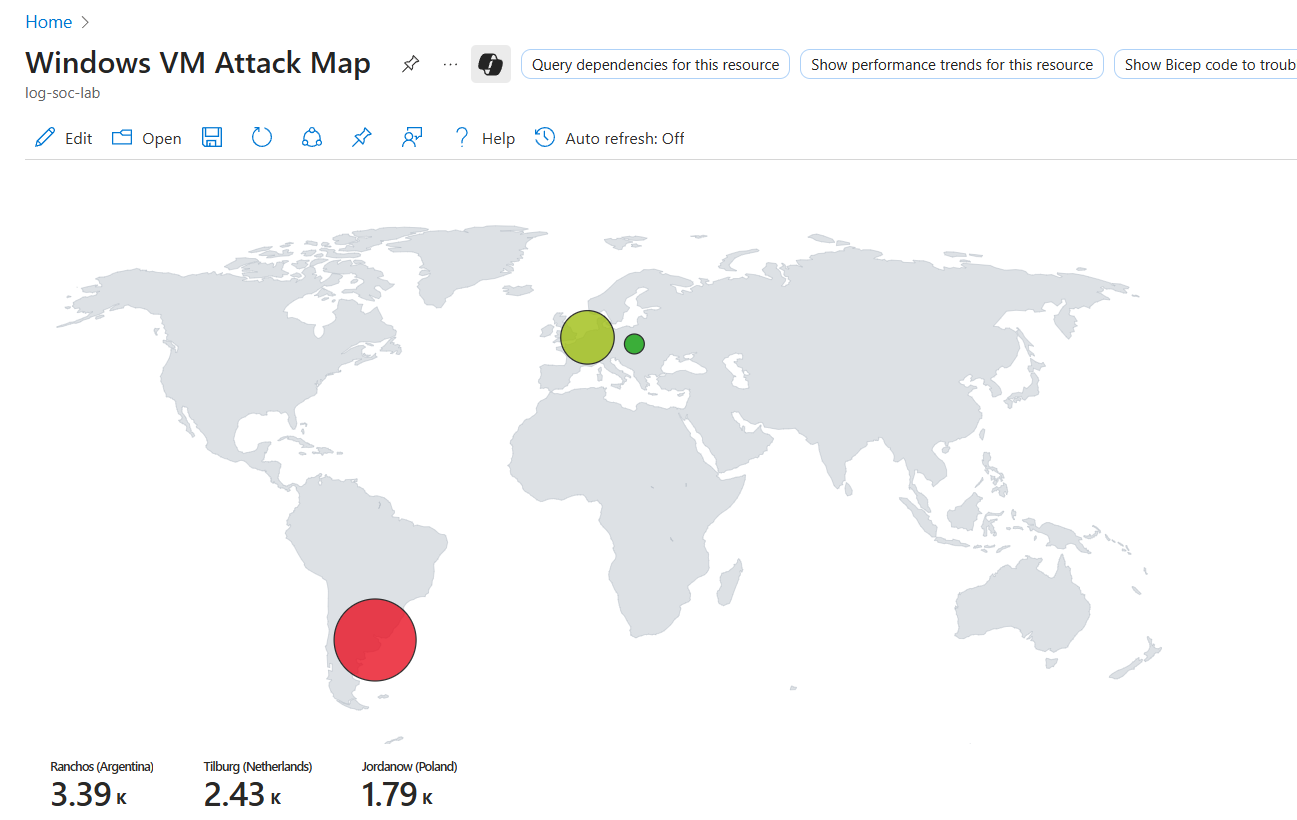 Home >
Windows VM Attack Map ... Query dependencies for this resource Show performance trends for this resource Show Bicep code to troub
log-soc-lab
Edit Open ? Help Auto refresh: Off
Ranchos (Argentina) Tilburg (Netherlands) Jordanow (Poland)
3.39 K 2.43 K 1.79 K